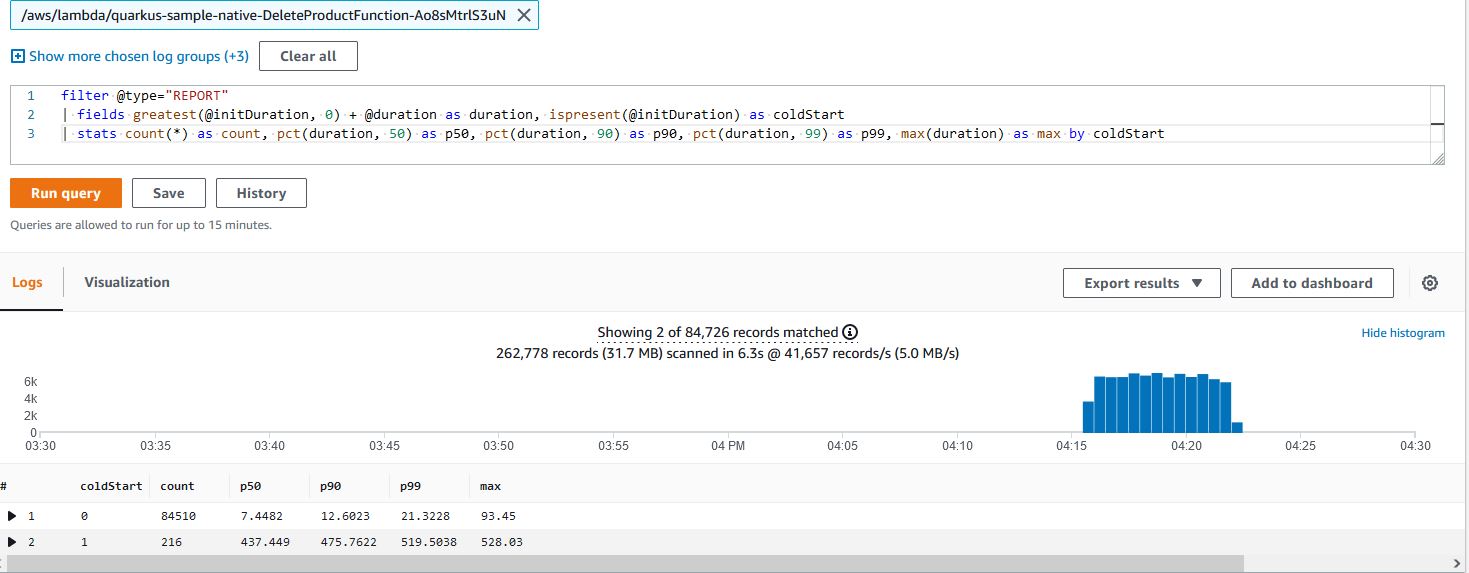 /aws/lambda/quarkus-sample-native-DeleteProductFunction-Ao8sMtrlS3uN
Show more chosen log groups (+3) Clear all
1 filter @type="REPORT"
2 | fields greatest(@initDuration, 0) + @duration as duration, ispresent(@initDuration) as coldStart
3 | stats count(*) as count, pct(duration, 50) as p50, pct(duration, 90) as p90, pct(duration, 99) as p99, max(duration) as max by coldStart
Run query Save History
Queries are allowed to run for up to 15 minutes.
Logs Visualization Export results Add to dashboard
Showing 2 of 84,726 records matched
Hide histogram
262,778 records (31.7 MB) scanned in 6.3s @ 41,657 records/s (5.0 MB/s)
6k
4k
2k
0
03:30 03:35 03:40 03:45 03:50 03:55 04 PM 04:05 04:10 04:15 04:20 04:25 04:30
# coldStart count p50 p90 p99 max
1 0 84510 7.4482 12.6023 21.3228 93.45
2 1 216 437.449 475.7622 519.5038 528.03